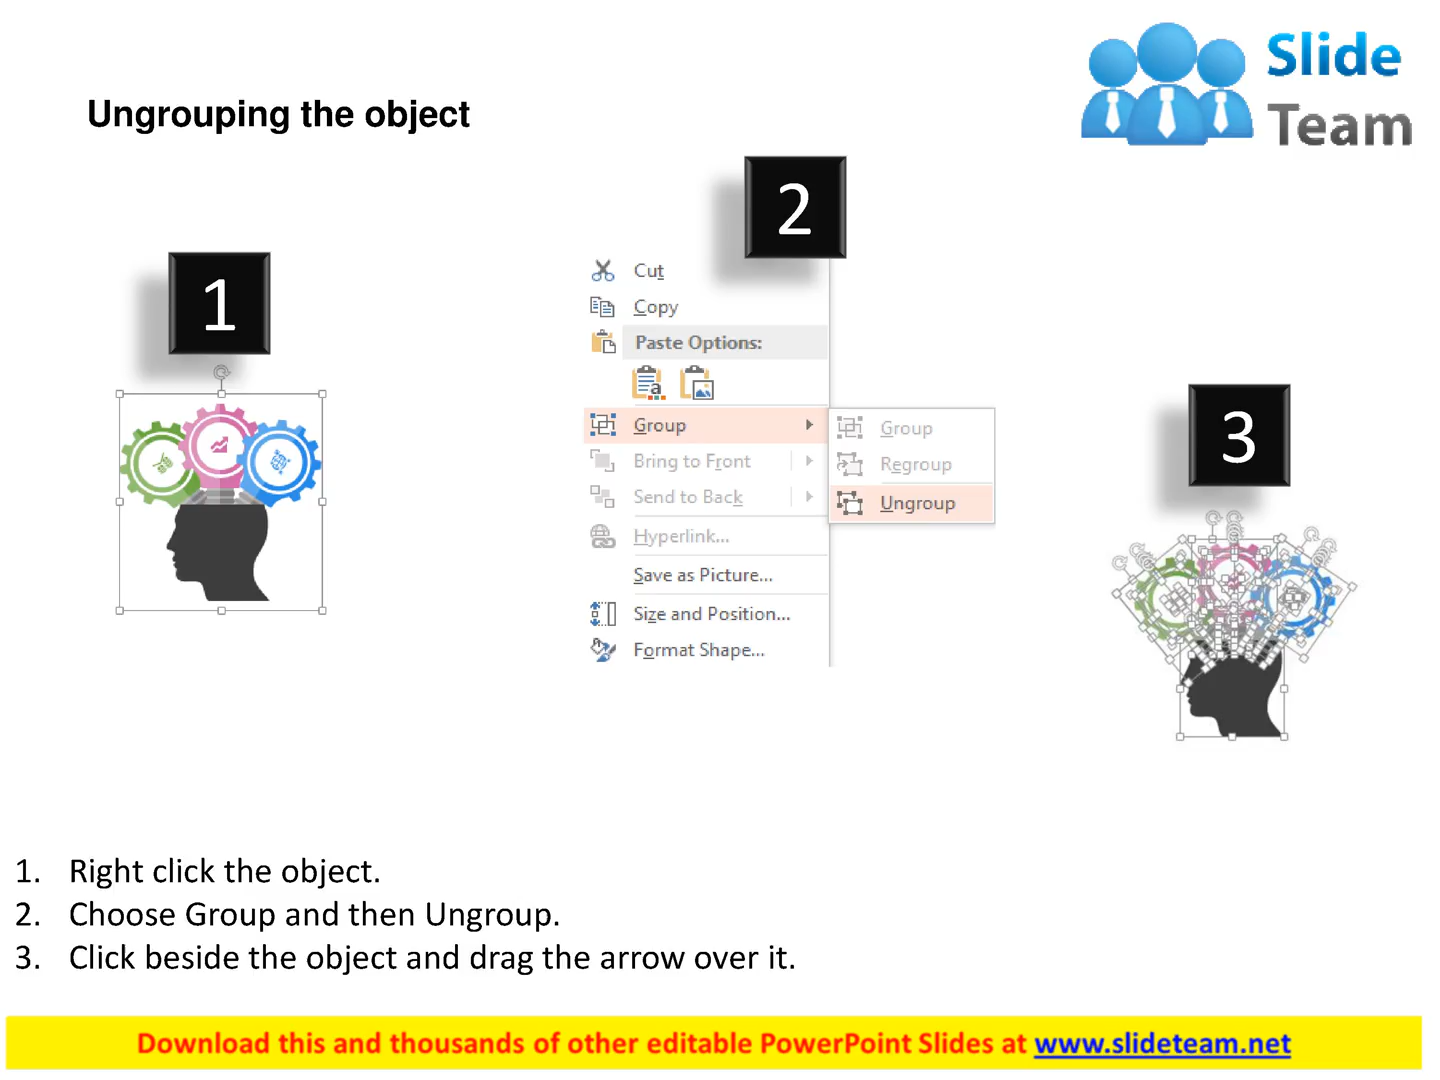 Slide
Team
Ungrouping the object
1
2
Cut
Copy
Paste Options:
Group
Bring to Front
Send to Back
Hyperlink...
Save as Picture...
Size and Position...
Format Shape...
Group
Regroup
Ungroup
3
1. Right click the object.
2. Choose Group and then Ungroup.
3. Click beside the object and drag the arrow over it.
Download this and thousands of other editable PowerPoint Slides at www.slideteam.net